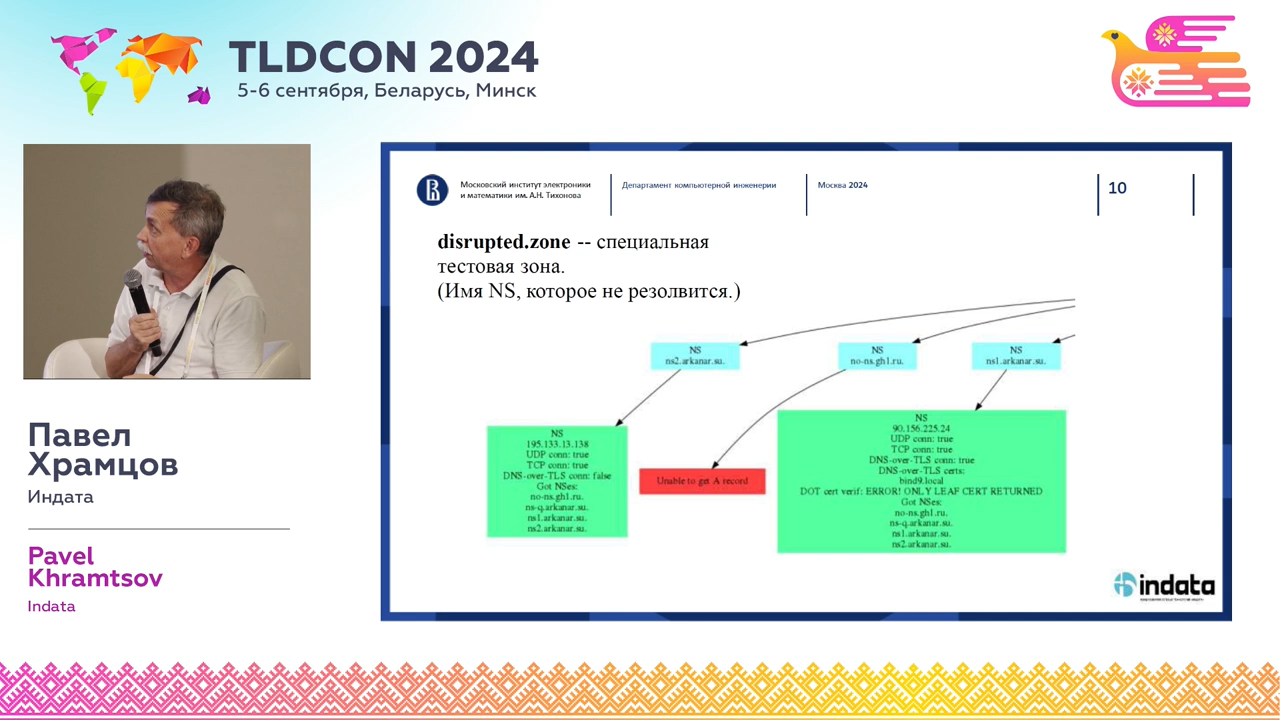 TLDCON 2024
5-6 сентября, Беларусь, Минск
Московский институт электроники
и математики им. А.Н. Тихонова
Департамент компьютерной инженерии
Москва 2024
10
disrupted.zone -- специальная
тестовая зона.
(Имя NS, которое не резолвится.)
NS
ns2.arkanar.su.
NS
no-ns.gh1.ru.
NS
ns1.arkanar.su.
NS
195.133.13.138
UDP conn: true
TCP conn: true
DNS-over-TLS conn: false
Got NSes:
no-ns.gh1.ru.
ns-q.arkanar.su.
ns1.arkanar.su.
ns2.arkanar.su.
Unable to get A record
NS
90.156.225.24
UDP conn: true
TCP conn: true
DNS-over-TLS conn: true
DNS-over-TLS certs:
bind9.local
DOT cert verif: ERROR! ONLY LEAF CERT RETURNED
Got NSes:
no-ns.gh1.ru.
ns-q.arkanar.su.
ns1.arkanar.su.
ns2.arkanar.su.
indata
Павел
Храмцов
Индата
Pavel
Khramtsov
Indata